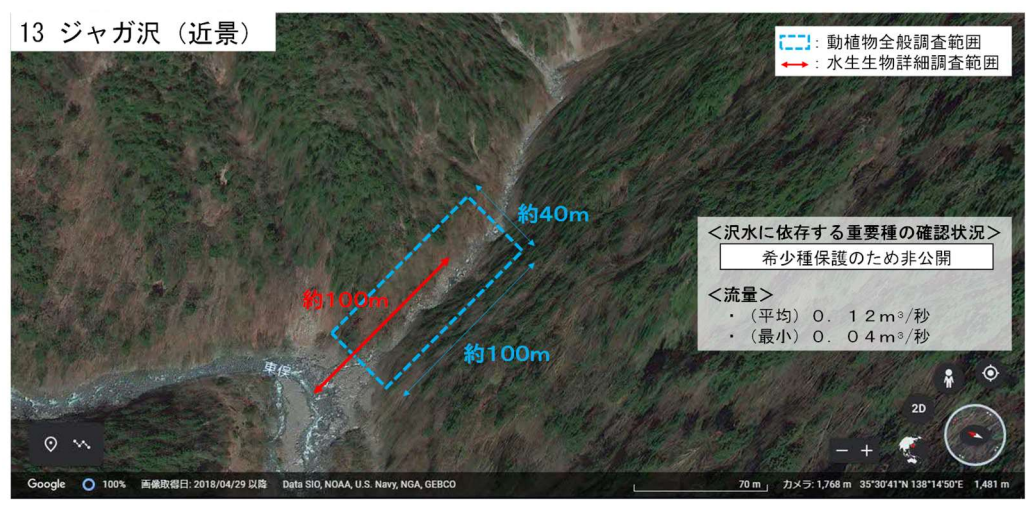 13 ジャガ沢（近景）
：動植物全般調査範囲
：水生生物詳細調査範囲
約40m
＜沢水に依存する重要種の確認状況＞
希少種保護のため非公開
＜流量＞
・（平均）０．１２ｍ³/秒
・（最小）０．０４ｍ³/秒
約100m
約100m
2D
Google 100% 画像取得日: 2018/04/29 以降 Data SIO, NOAA, U.S. Navy, NGA, GEBCO 70 m カメラ: 1,768 m 35°30'41"N 138°14'50"E 1,481 m